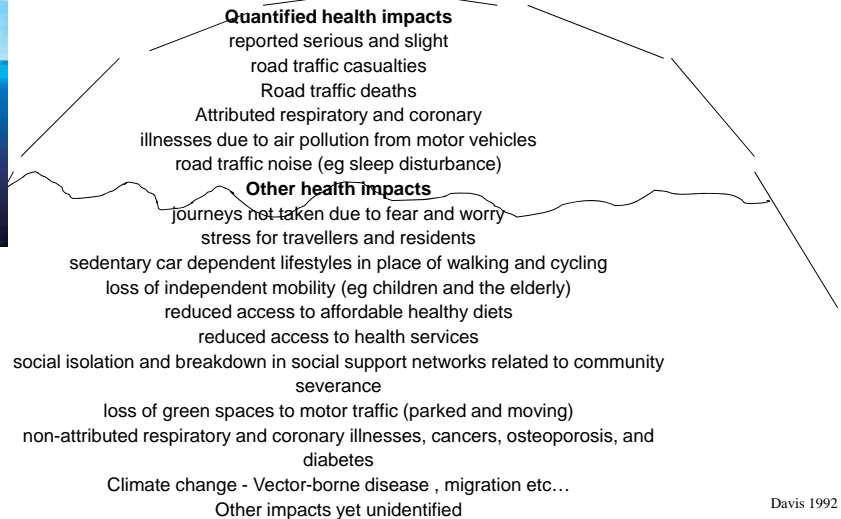 Quantified health impacts
reported serious and slight
road traffic casualties
Road traffic deaths
Attributed respiratory and coronary
illnesses due to air pollution from motor vehicles
road traffic noise (eg sleep disturbance)
Other health impacts
journeys not taken due to fear and worry
stress for travellers and residents
sedentary car dependent lifestyles in place of walking and cycling
loss of independent mobility (eg children and the elderly)
reduced access to affordable healthy diets
reduced access to health services
social isolation and breakdown in social support networks related to community
severance
loss of green spaces to motor traffic (parked and moving)
non-attributed respiratory and coronary illnesses, cancers, osteoporosis, and
diabetes
Climate change - Vector-borne disease , migration etc…
Other impacts yet unidentified
Davis 1992